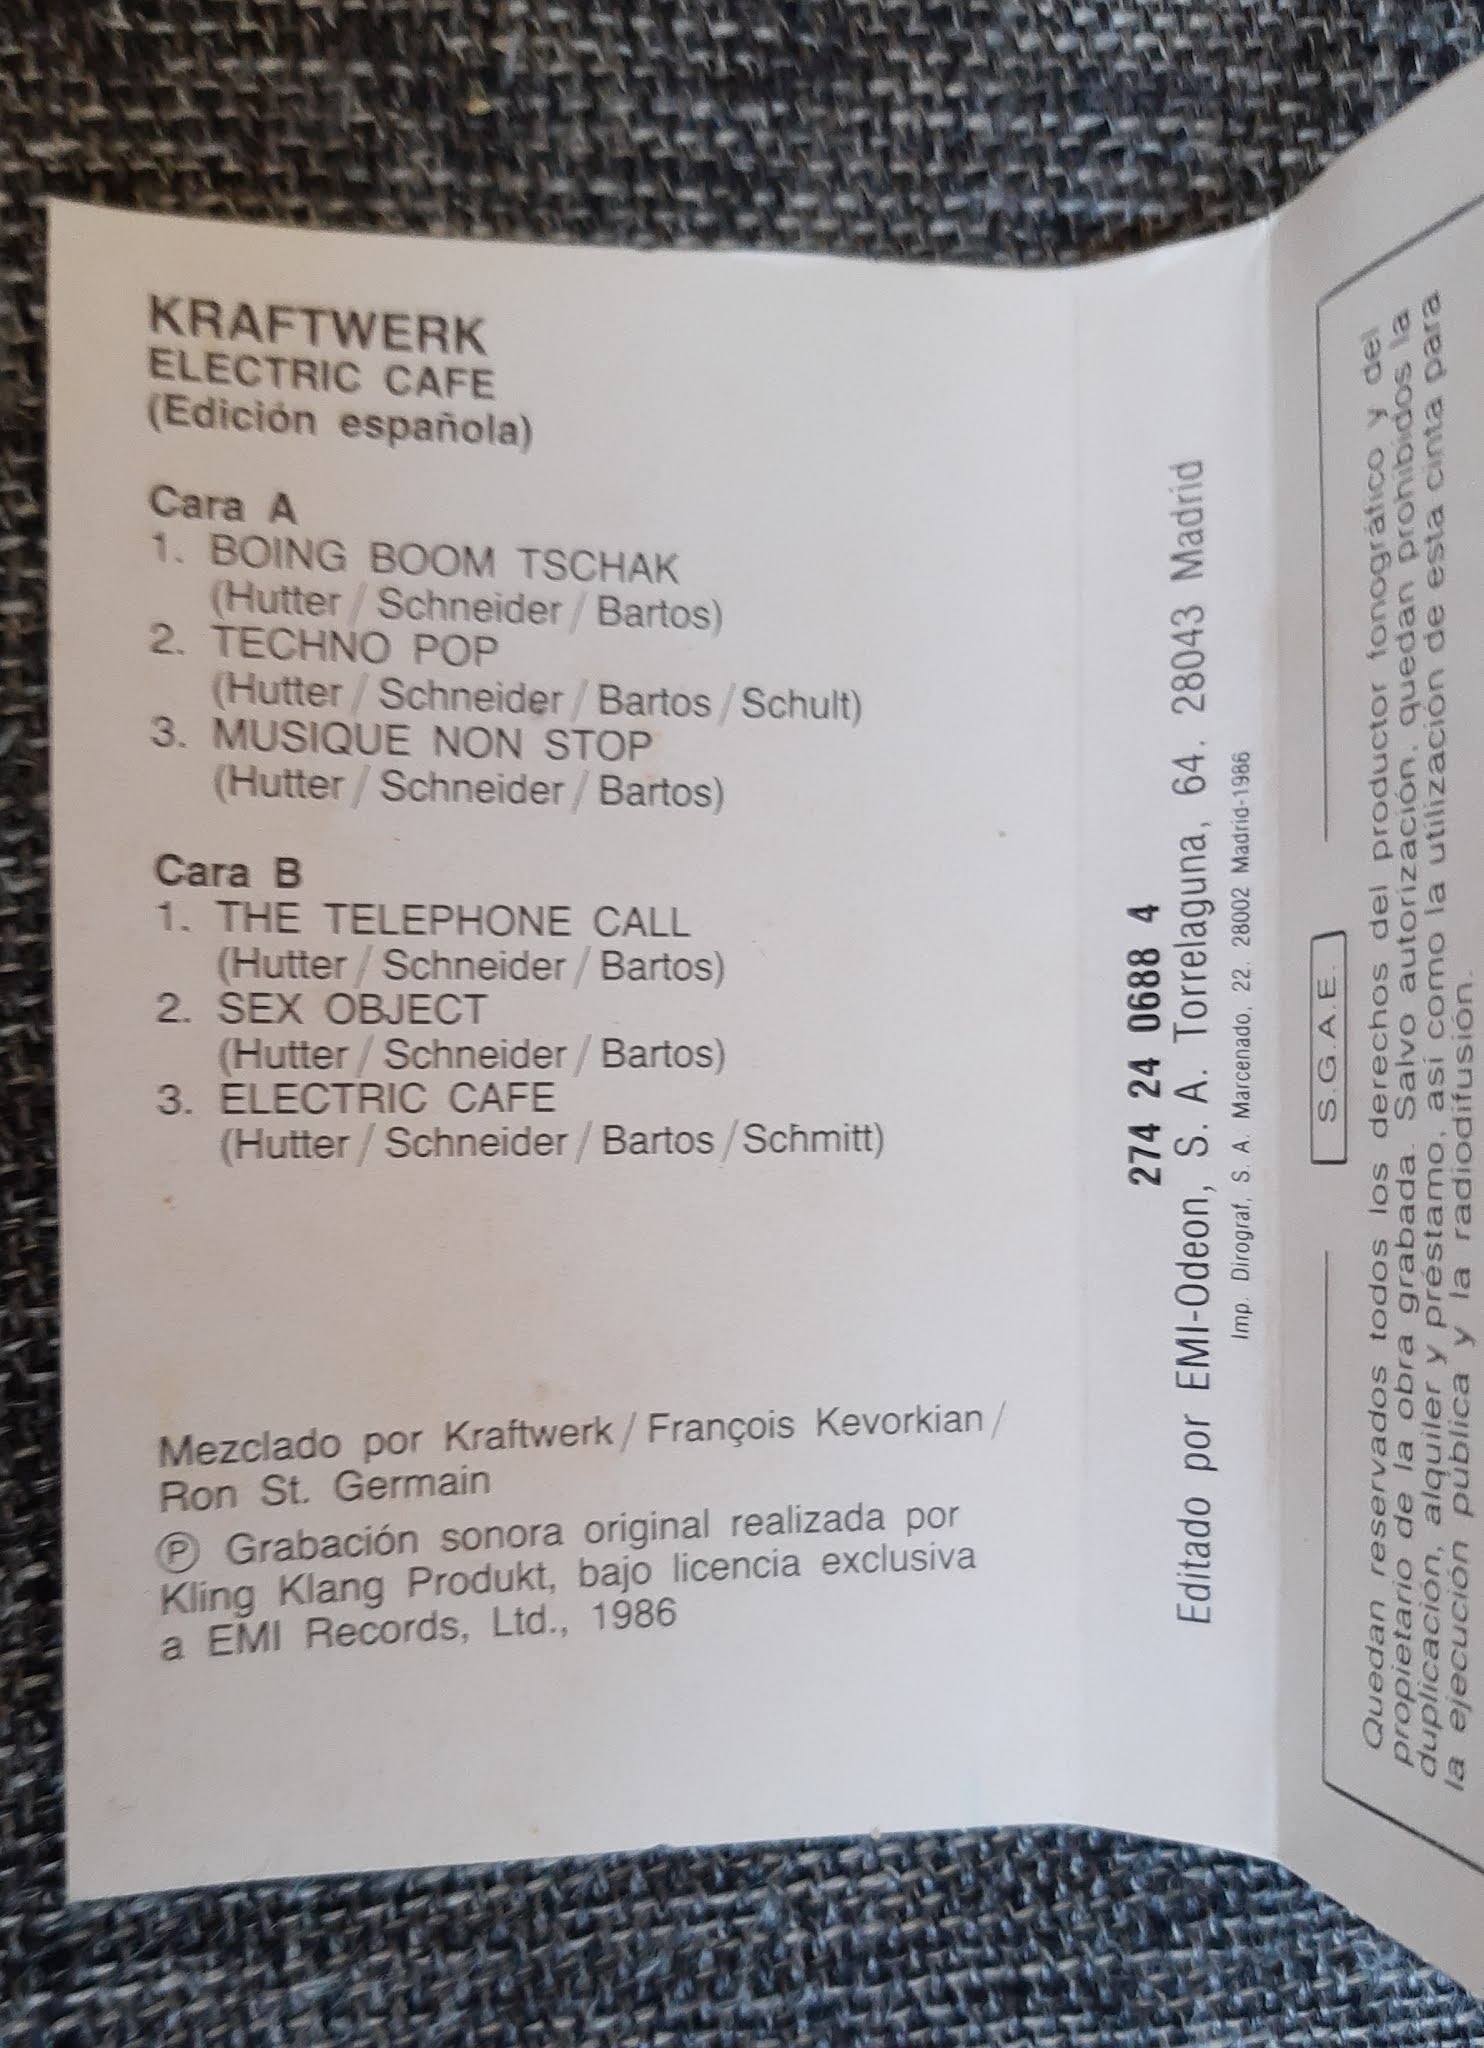 KRAFTWERK
ELECTRIC CAFE
(Edición española)
Cara A
1. BOING BOOM TSCHAK
(Hutter / Schneider / Bartos)
2. TECHNO POP
(Hutter / Schneider / Bartos / Schult)
3. MUSIQUE NON STOP
(Hutter / Schneider / Bartos)
Cara B
1. THE TELEPHONE CALL
(Hutter / Schneider / Bartos)
2. SEX OBJECT
(Hutter / Schneider / Bartos)
3. ELECTRIC CAFE
(Hutter / Schneider / Bartos / Schmitt)
Mezclado por Kraftwerk / François Kevorkian /
Ron St. Germain
Ⓟ Grabación sonora original realizada por
Kling Klang Produkt, bajo licencia exclusiva
a EMI Records, Ltd., 1986
274 24 0688 4
Editado por EMI-Odeon, S. A. Torrelaguna, 64. 28043 Madrid
Imp. Dirograf, S. A. Marcenado, 22. 28002 Madrid-1986
S.G.A.E.
Quedan reservados todos los derechos del productor fonográfico y del
propietario de la obra grabada. Salvo autorización, quedan prohibidos la
duplicación, alquiler y préstamo, así como la utilización de esta cinta para
la ejecución pública y la radiodifusión.